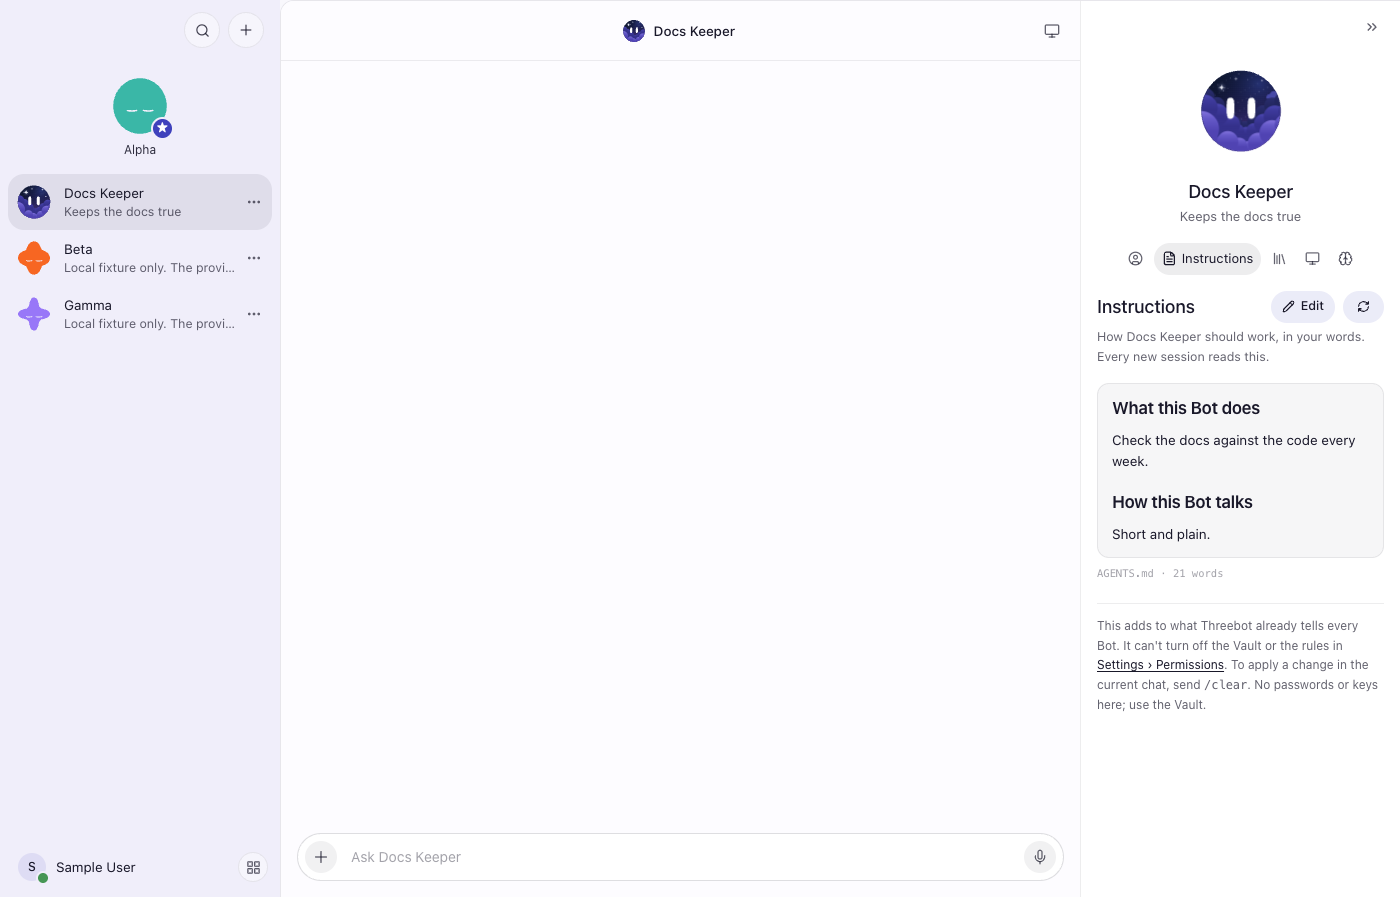 Alpha
Docs Keeper
Keeps the docs true
Beta
Local fixture only. The provi...
Gamma
Local fixture only. The provi...
S
Sample User
Docs Keeper
Ask Docs Keeper
Docs Keeper
Keeps the docs true
Instructions
Instructions
Edit
How Docs Keeper should work, in your words.
Every new session reads this.
What this Bot does
Check the docs against the code every
week.
How this Bot talks
Short and plain.
AGENTS.md · 21 words
This adds to what Threebot already tells every
Bot. It can't turn off the Vault or the rules in
Settings › Permissions. To apply a change in the
current chat, send /clear. No passwords or keys
here; use the Vault.